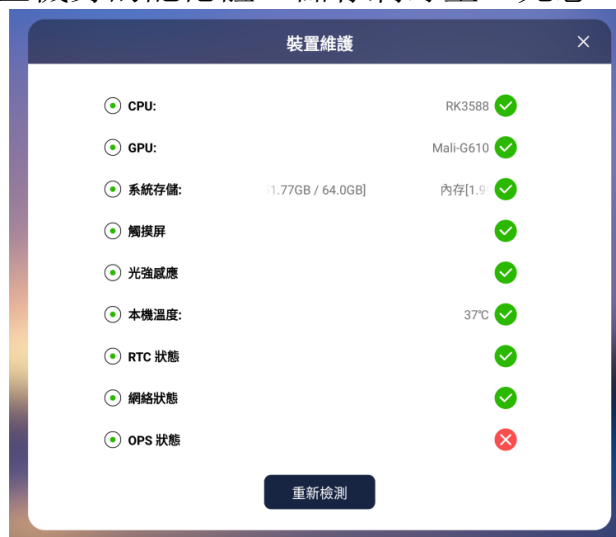 裝置維護
CPU: RK3588
GPU: Mali-G610
系統存儲: 1.77GB / 64.0GB] 內存[1.9
觸摸屏
光強感應
本機溫度: 37℃
RTC 狀態
網絡狀態
OPS 狀態
重新檢測